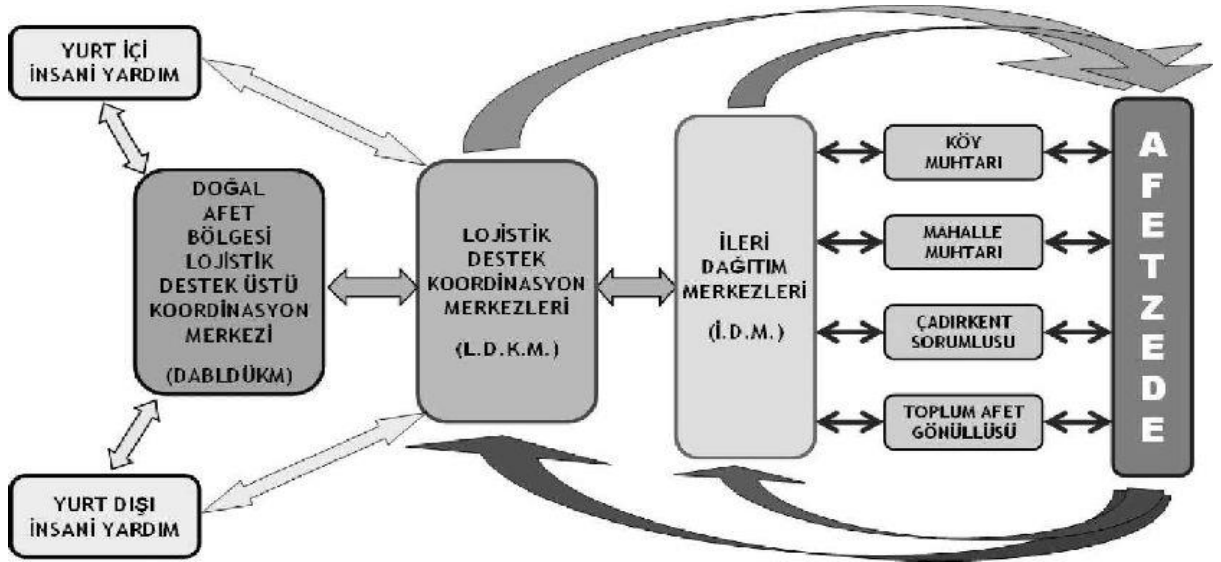 YURT İÇİ
İNSANİ YARDIM
DOĞAL
AFET
BÖLGESİ
LOJİSTİK
DESTEK ÜSTÜ
KOORDİNASYON
MERKEZİ
(DABLDÜKM)
YURT DIŞI
İNSANİ YARDIM
LOJİSTİK
DESTEK
KOORDİNASYON
MERKEZLERİ
(L.D.K.M.)
İLERİ
DAĞITIM
MERKEZLERİ
(İ.D.M.)
KÖY
MUHTARI
MAHALLE
MUHTARI
ÇADIRKENT
SORUMLUSU
TOPLUM AFET
GÖNÜLLÜSÜ
AFETZEDE